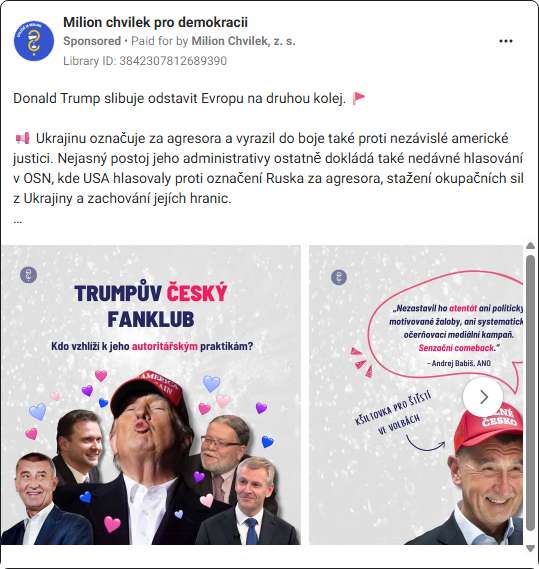 Milion chvilek pro demokracii
Sponsored • Paid for by Milion Chvilek, z. s.
Library ID: 3842307812689390
Donald Trump slibuje odstavit Evropu na druhou kolej. 🚩
📢 Ukrajinu označuje za agresora a vyrazil do boje také proti nezávislé americké
justici. Nejasný postoj jeho administrativy ostatně dokládá také nedávné hlasování
v OSN, kde USA hlasovaly proti označení Ruska za agresora, stažení okupačních sil
z Ukrajiny a zachování jejích hranic.
...
TRUMPŮV ČESKÝ
FANKLUB
Kdo vzhlíží k jeho autoritářským praktikám?
AMERICA
„Nezastavil ho atentát ani politicky
motivované žaloby, ani systematick
očerňovací mediální kampaň.
Senzační comeback."
- Andrej Babiš, ANO
KŠILTOVKA PRO ŠTĚSTÍ
VE VOLBÁCH
ČESKO